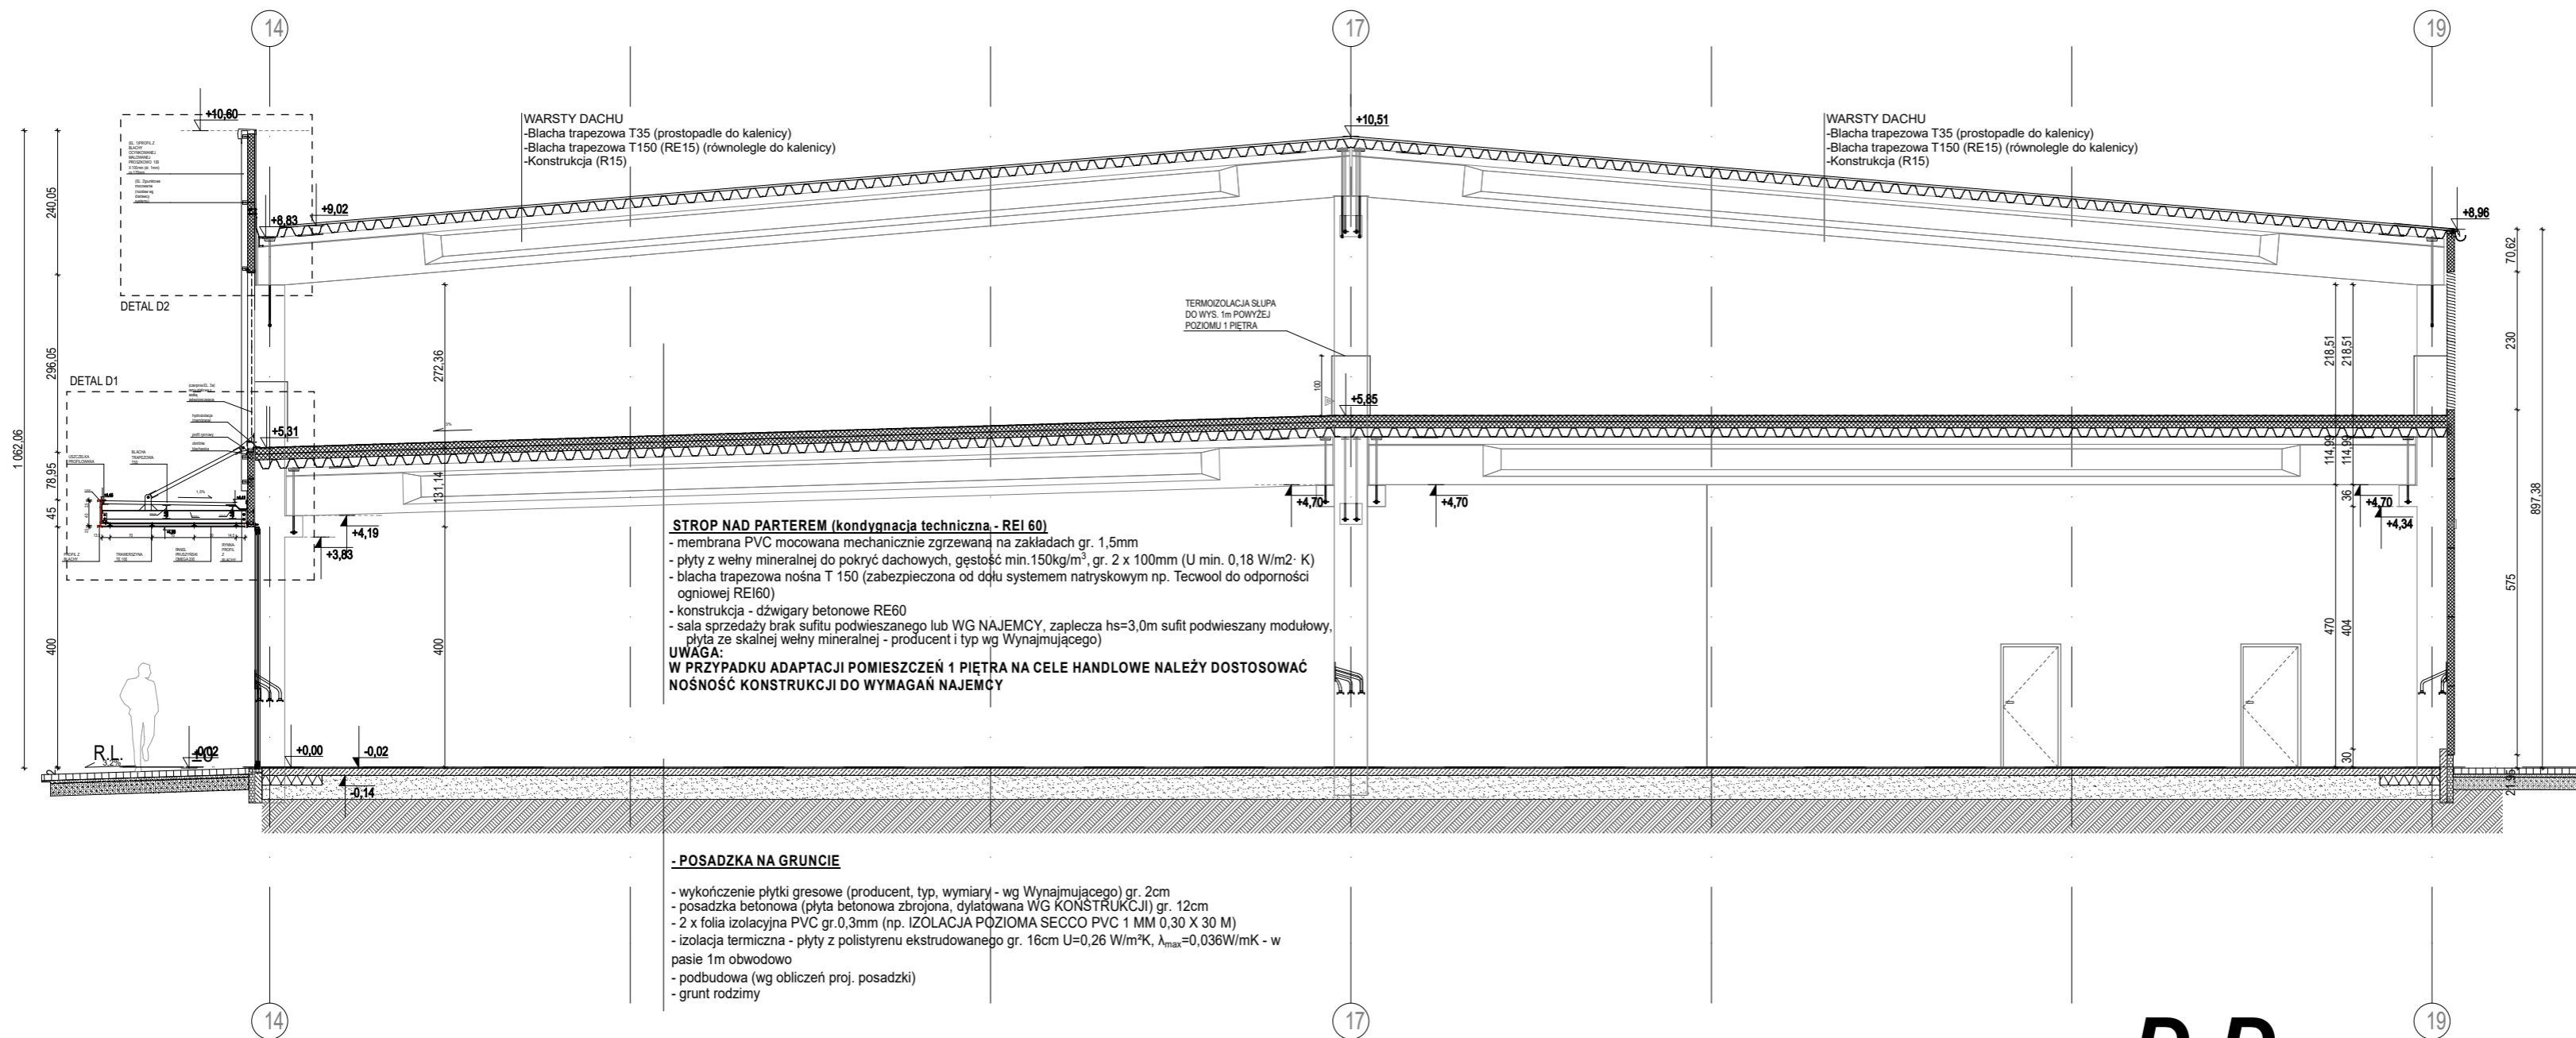 14
17
19
+10,60
WARSTY DACHU
-Blacha trapezowa T35 (prostopadle do kalenicy)
-Blacha trapezowa T150 (RE15) (równolegle do kalenicy)
-Konstrukcja (R15)
+10,51
WARSTY DACHU
-Blacha trapezowa T35 (prostopadle do kalenicy)
-Blacha trapezowa T150 (RE15) (równolegle do kalenicy)
-Konstrukcja (R15)
240,05
+9,02
+8,83
+8,96
70,62
DETAL D2
TERMOIZOLACJA SŁUPA
DO WYS. 1m POWYŻEJ
POZIOMU 1 PIĘTRA
296,05
272,36
218,51
218,51
230
DETAL D1
100
+5,85
+5,31
1 062,06
78,95
131,14
114,99
114,99
897,38
45
+4,70
+4,70
+4,70
36
+4,19
+4,34
+3,83
STROP NAD PARTEREM (kondygnacja techniczna - REI 60)
- membrana PVC mocowana mechanicznie zgrzewana na zakładach gr. 1,5mm
- płyty z wełny mineralnej do pokryć dachowych, gęstość min.150kg/m³, gr. 2 x 100mm (U min. 0,18 W/m2· K)
- blacha trapezowa nośna T 150 (zabezpieczona od dołu systemem natryskowym np. Tecwool do odporności
ogniowej REI60)
- konstrukcja - dźwigary betonowe RE60
- sala sprzedaży brak sufitu podwieszanego lub WG NAJEMCY, zaplecza hs=3,0m sufit podwieszany modułowy,
płyta ze skalnej wełny mineralnej - producent i typ wg Wynajmującego)
UWAGA:
W PRZYPADKU ADAPTACJI POMIESZCZEŃ 1 PIĘTRA NA CELE HANDLOWE NALEŻY DOSTOSOWAĆ
NOŚNOŚĆ KONSTRUKCJI DO WYMAGAŃ NAJEMCY
400
400
470
404
575
R.L.
3.2%
-0,02
±0
+0,00
-0,02
30
2
-0,14
21,95
- POSADZKA NA GRUNCIE
- wykończenie płytki gresowe (producent, typ, wymiary - wg Wynajmującego) gr. 2cm
- posadzka betonowa (płyta betonowa zbrojona, dylatowana WG KONSTRUKCJI) gr. 12cm
- 2 x folia izolacyjna PVC gr.0,3mm (np. IZOLACJA POZIOMA SECCO PVC 1 MM 0,30 X 30 M)
- izolacja termiczna - płyty z polistyrenu ekstrudowanego gr. 16cm U=0,26 W/m²K, λmax=0,036W/mK - w
pasie 1m obwodowo
- podbudowa (wg obliczeń proj. posadzki)
- grunt rodzimy
14
17
19